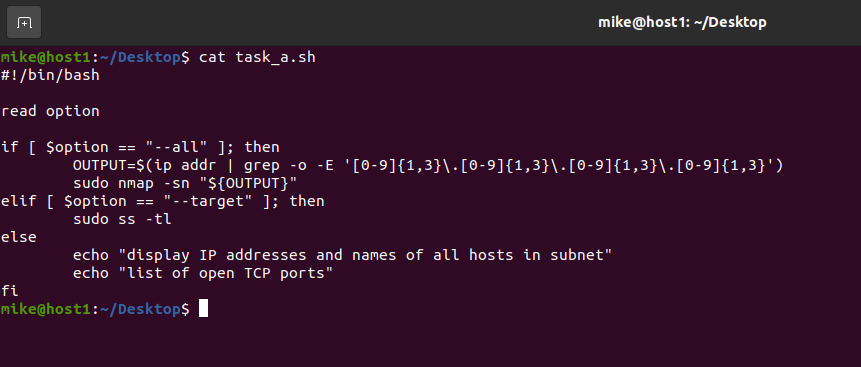 mike@host1: ~/Desktop
mike@host1:~/Desktop$ cat task_a.sh
#!/bin/bash

read option

if [ $option == "--all" ]; then
        OUTPUT=$(ip addr | grep -o -E '[0-9]{1,3}\.[0-9]{1,3}\.[0-9]{1,3}\.[0-9]{1,3}')
        sudo nmap -sn "${OUTPUT}"
elif [ $option == "--target" ]; then
        sudo ss -tl
else
        echo "display IP addresses and names of all hosts in subnet"
        echo "list of open TCP ports"
fi
mike@host1:~/Desktop$